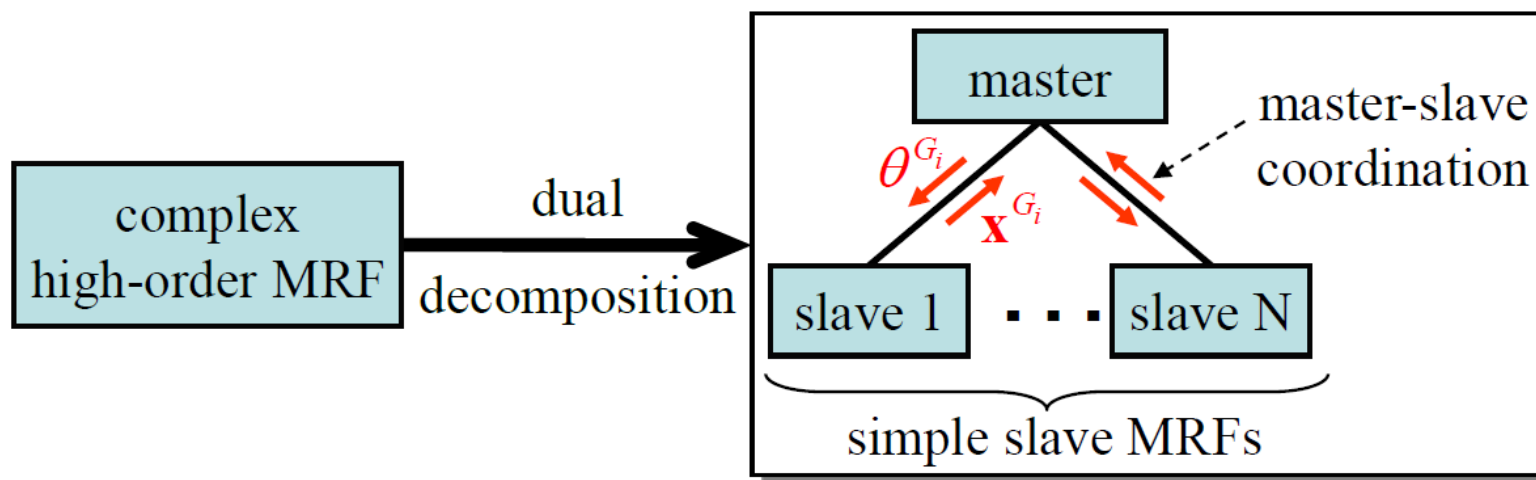 complex
high-order MRF
dual
decomposition
master
master-slave
coordination
θ^{G_i}
x^{G_i}
slave 1
. . .
slave N
simple slave MRFs